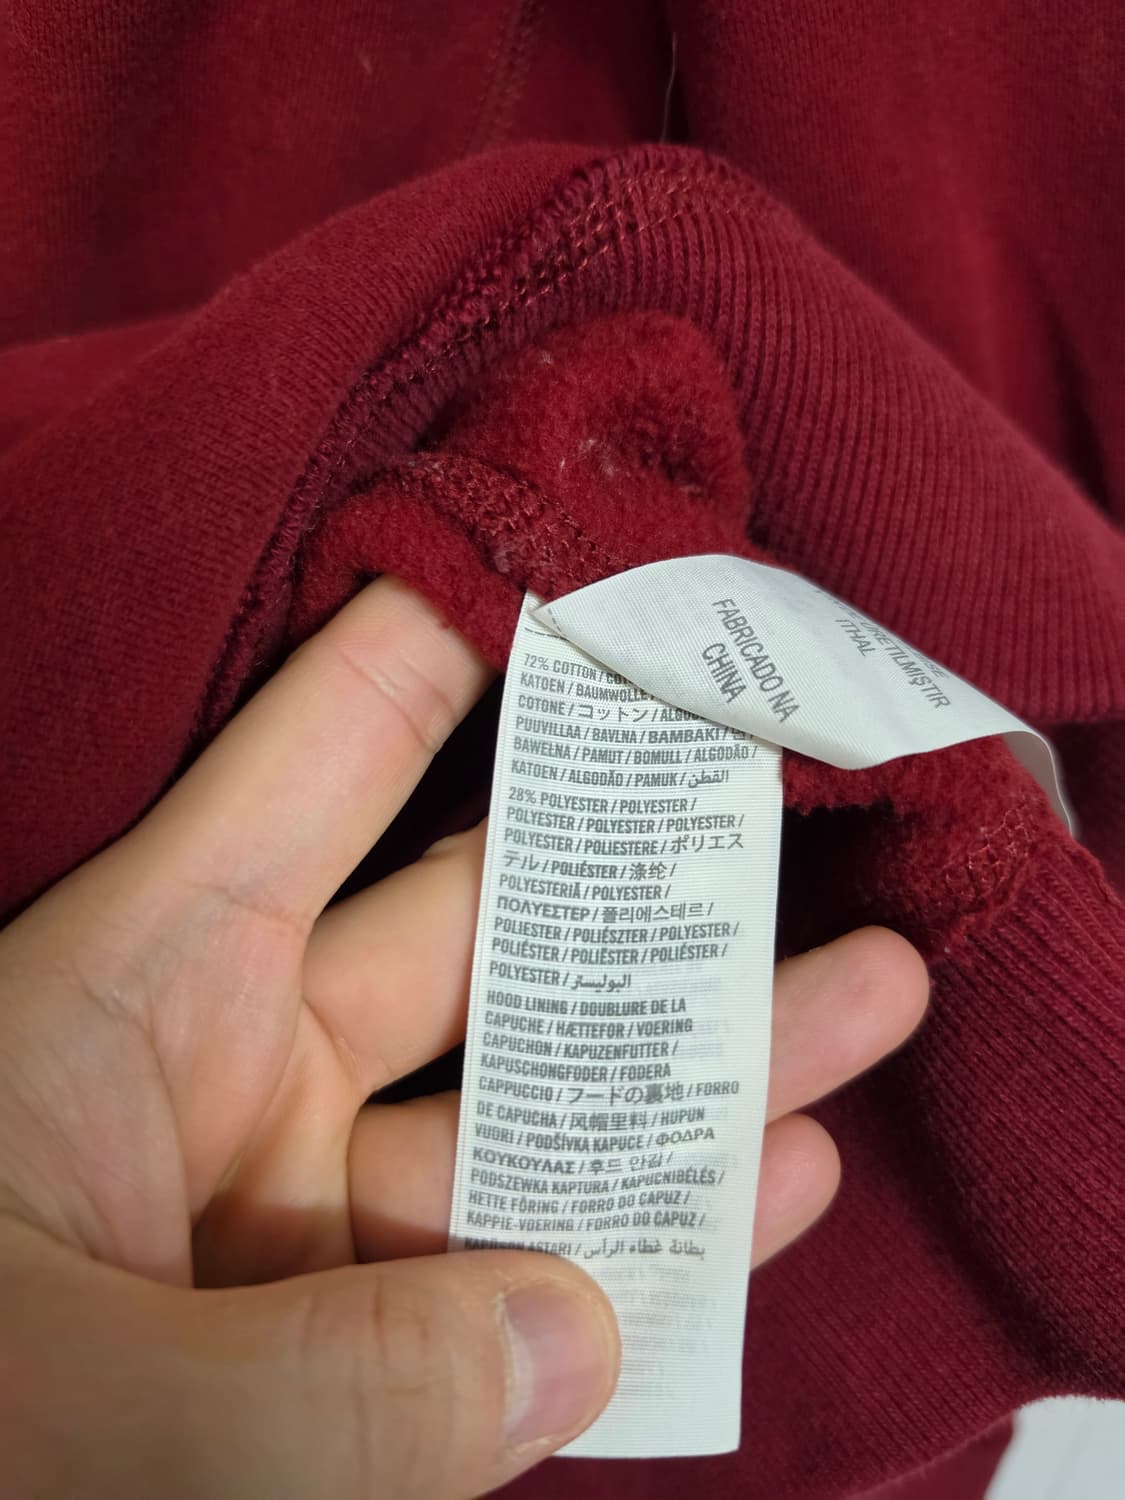 FABRICADO NA
CHINA
ITHAL
72% COTTON /
KATOEN / BAUMWOLLE
COTONE / コットン /
PUUVILLAA / BAVLNA / BAMBAKI /
BAWEŁNA / PAMUT / BOMULL / ALGODÃO /
KATOEN / ALGODÃO / PAMUK / القطن
28% POLYESTER / POLYESTER /
POLYESTER / POLYESTER / POLYESTER /
POLYESTER / POLIESTERE / ポリエス
テル / POLIÉSTER / 涤纶 /
POLYESTERIÄ / POLYESTER /
ΠΟΛΥΕΣΤΕΡ / 폴리에스테르 /
POLIESTER / POLIÉSZTER / POLYESTER /
POLIÉSTER / POLIËSTER / POLIÉSTER /
POLYESTER / البوليستر
HOOD LINING / DOUBLURE DE LA
CAPUCHE / HÆTTEFOR / VOERING
CAPUCHON / KAPUZENFUTTER /
KAPUSCHONGFODER / FODERA
CAPPUCCIO / フードの裏地 / FORRO
DE CAPUCHA / 风帽里料 / HUPUN
VUORI / PODŠÍVKA KAPUCE / ΦΟΔΡΑ
ΚΟΥΚΟΥΛΑΣ / 후드 안감 /
PODSZEWKA KAPTURA / KAPUCNIBÉLÉS /
HETTE FÔRING / FORRO DO CAPUZ /
KAPPIE-VOERING / FORRO DO CAPUZ /
ASTARI / بطانة غطاء الرأس